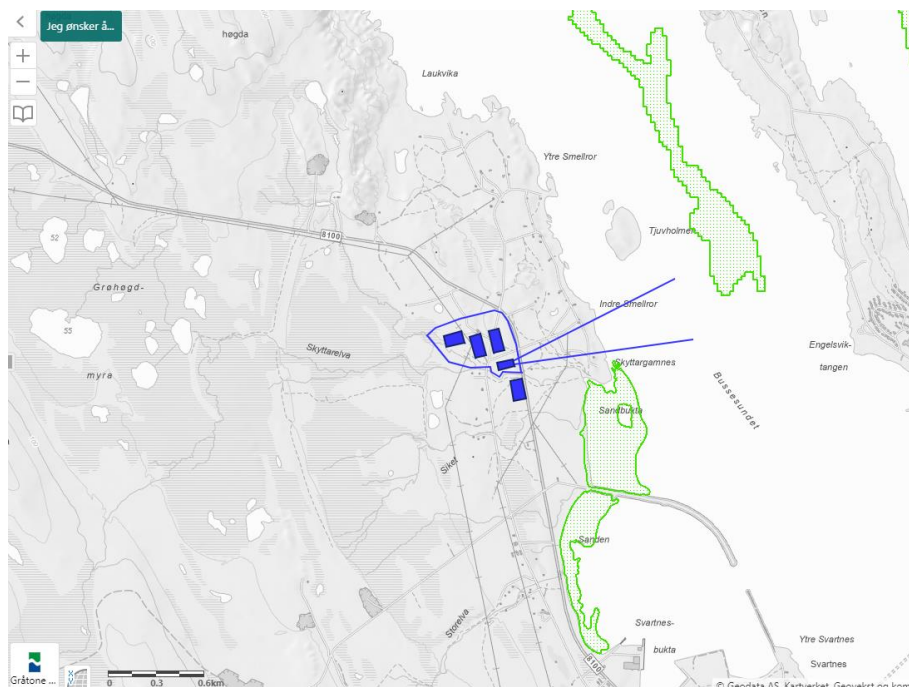 Jeg ønsker å...
høgda
Laukvika
Ytre Smellror
52
8100
Tjuvholmen
Grøhøgd-
Indre Smellror
55
Skyttarelva
Engelsvik-
Skyttargamnes
tangen
myra
Bussesundet
Sandbukta
Siket
Sanden
Storelva
Svartnes-
Ytre Svartnes
bukta
8100
Svartnes
Gråtone ...
0 0.3 0.6km
© Geodata AS, Kartverket, Geovekst og kom